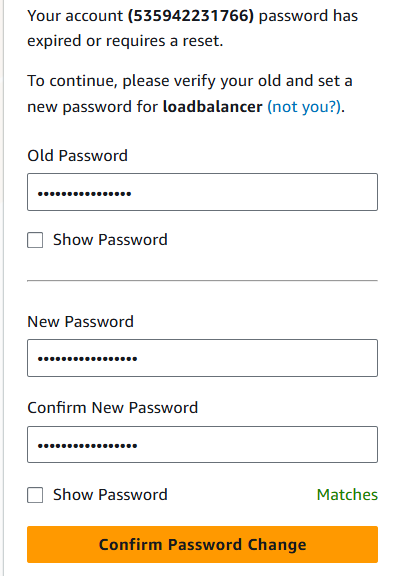 Your account (535942231766) password has
expired or requires a reset.
To continue, please verify your old and set a
new password for loadbalancer (not you?).
Old Password
••••••••••••••••
Show Password
New Password
•••••••••••••••••
Confirm New Password
•••••••••••••••••
Show Password
Matches
Confirm Password Change